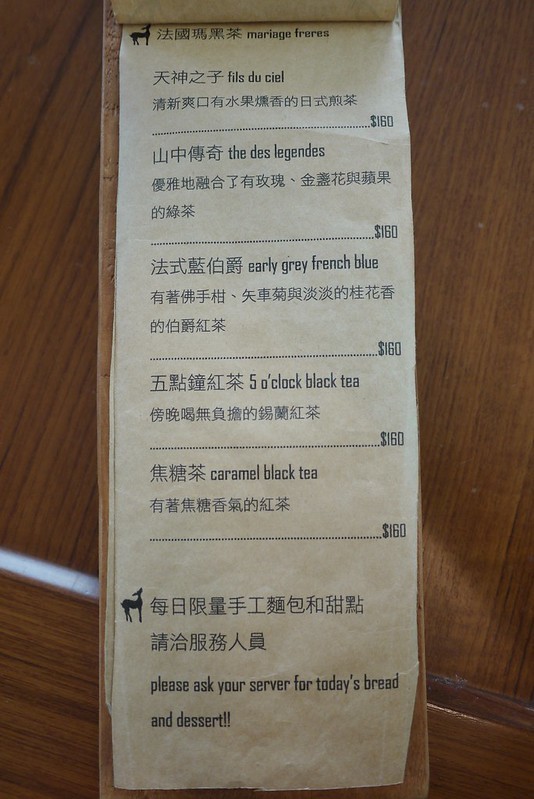 法國瑪黑茶 mariage freres
天神之子 fils du ciel
清新爽口有水果燻香的日式煎茶
$160
山中傳奇 the des legendes
優雅地融合了有玫瑰、金盞花與蘋果
的綠茶
$160
法式藍伯爵 early grey french blue
有著佛手柑、矢車菊與淡淡的桂花香
的伯爵紅茶
$160
五點鐘紅茶 5 o'clock black tea
傍晚喝無負擔的錫蘭紅茶
$160
焦糖茶 caramel black tea
有著焦糖香氣的紅茶
$160
每日限量手工麵包和甜點
請洽服務人員
please ask your server for today's bread
and dessert!!